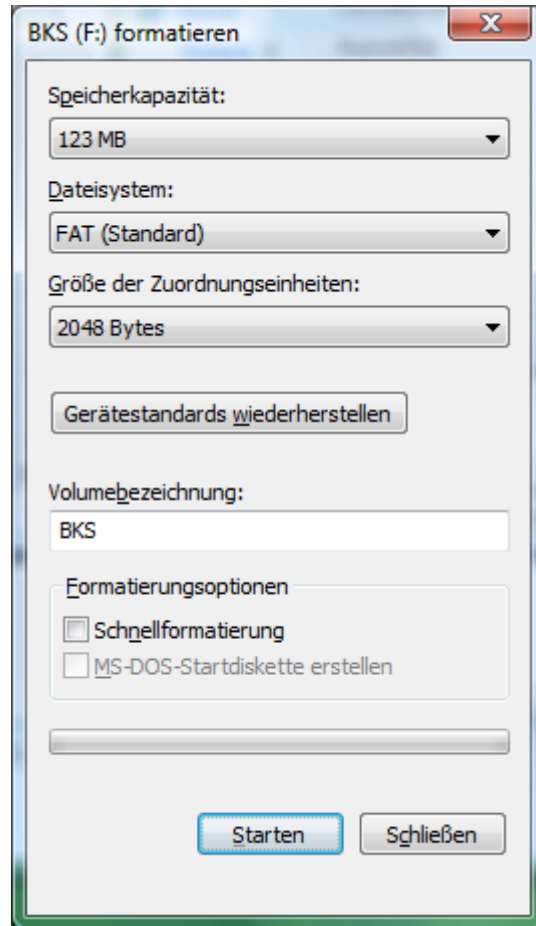 BKS (F:) formatieren
Speicherkapazität:
123 MB
Dateisystem:
FAT (Standard)
Größe der Zuordnungseinheiten:
2048 Bytes
Gerätestandards wiederherstellen
Volumebezeichnung:
BKS
Formatierungsoptionen
Schnellformatierung
MS-DOS-Startdiskette erstellen
Starten Schließen